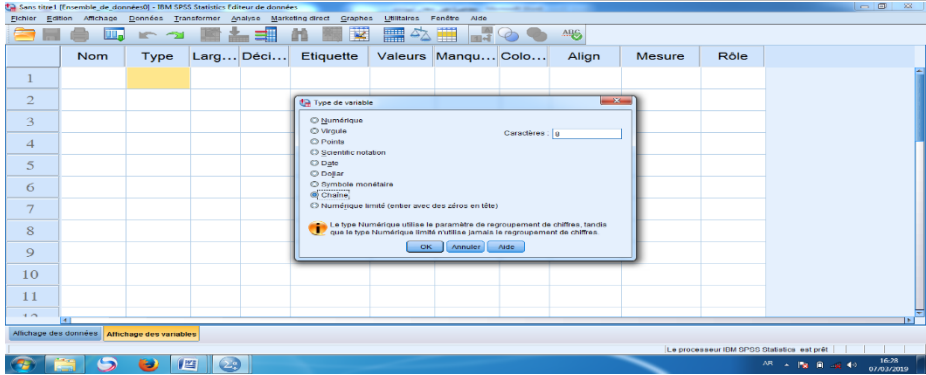 Sans titre1 [Ensemble_de_données0] - IBM SPSS Statistics Editeur de données
Fichier Edition Affichage Données Transformer Analyse Marketing direct Graphes Utilitaires Fenêtre Aide
Nom Type Larg... Déci... Etiquette Valeurs Manqu... Colo... Align Mesure Rôle
1
2
3
4
5
6
7
8
9
10
11
12
Type de variable
Numérique
Virgule
Points
Scientific notation
Date
Dollar
Symbole monétaire
Chaîne
Numérique limité (entier avec des zéros en tête)
Caractères : 8
Le type Numérique utilise le paramètre de regroupement de chiffres, tandis
que le type Numérique limité n'utilise jamais le regroupement de chiffres.
OK Annuler Aide
Affichage des données Affichage des variables
Le processeur IBM SPSS Statistics est prêt
AR 16:28
07/03/2019